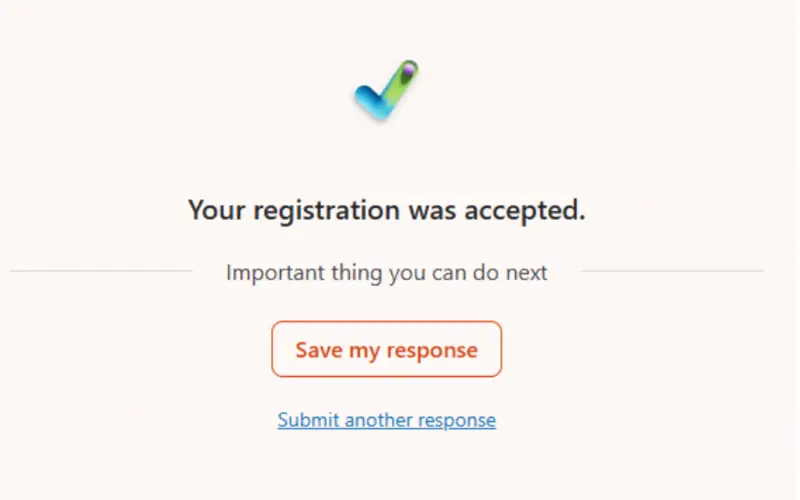 Your registration was accepted.
Important thing you can do next
Save my response
Submit another response